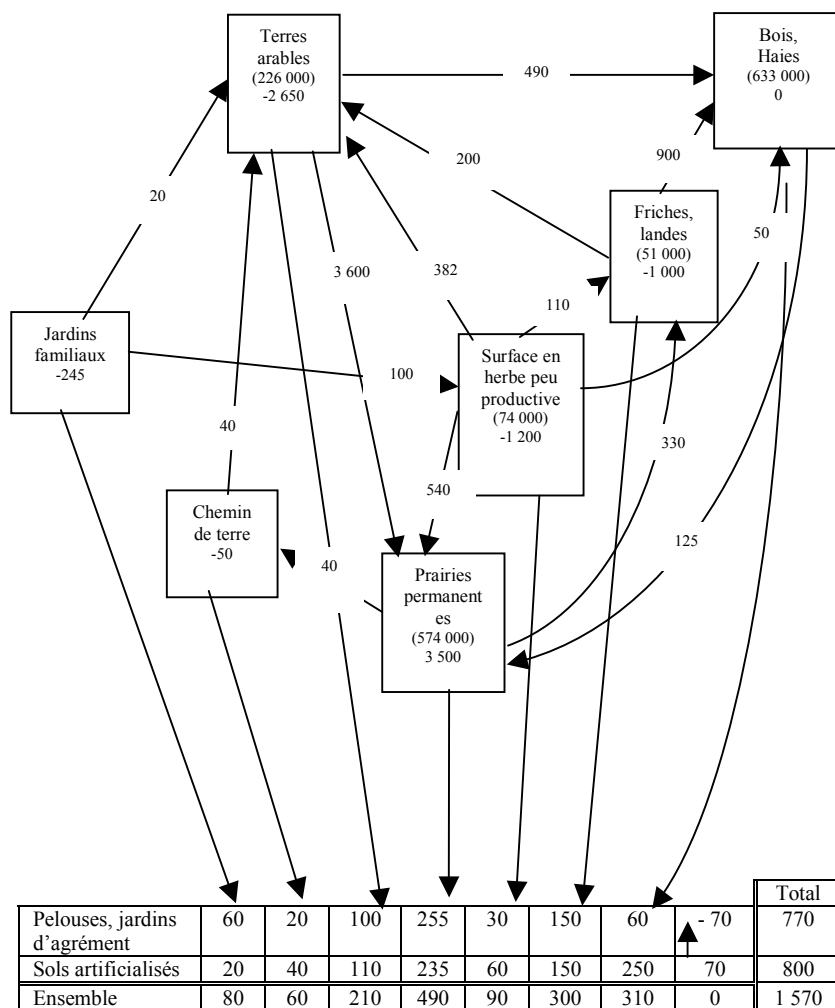 Terres
arables
(226 000)
-2 650
Bois,
Haies
(633 000)
0
490
200
900
20
Friches,
landes
(51 000)
-1 000
50
3 600
382
110
Jardins
familiaux
-245
100
Surface en
herbe peu
productive
(74 000)
-1 200
40
330
540
Chemin
de terre
-50
125
40
Prairies
permanent
es
(574 000)
3 500
Total
Pelouses, jardins
d'agrément 60 20 100 255 30 150 60 - 70 770
Sols artificialisés 20 40 110 235 60 150 250 70 800
Ensemble 80 60 210 490 90 300 310 0 1 570